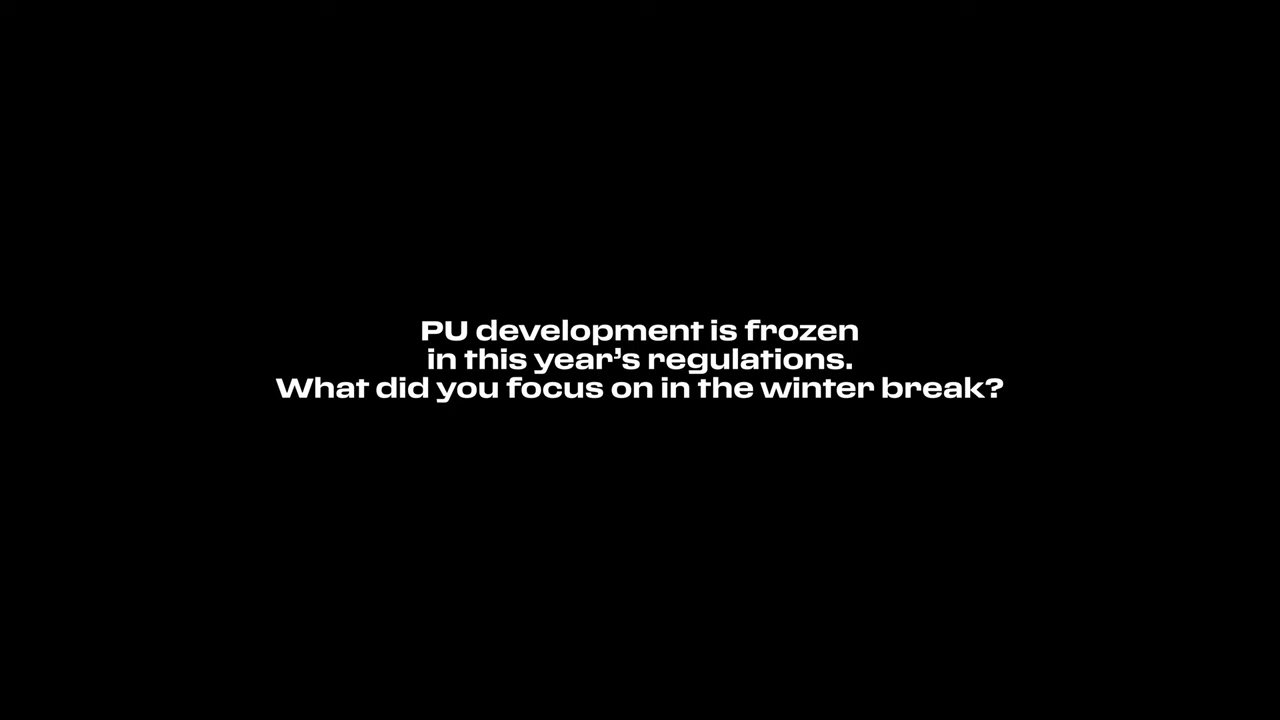 PU development is frozen
in this year’s regulations.
What did you focus on in the winter break?